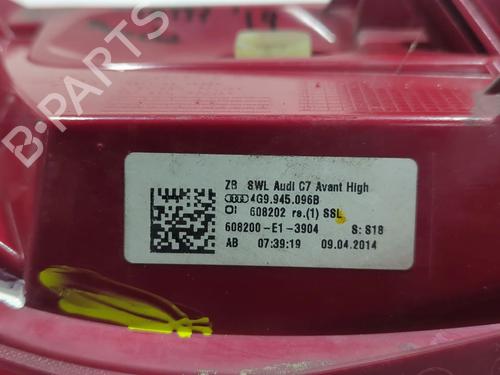 B-PARTS
ZB SWL Audi C7 Avant High
4G9.945.096B
608202 re.(1) SSL
608200-E1-3904 S: S18
AB 07:39:19 09.04.2014